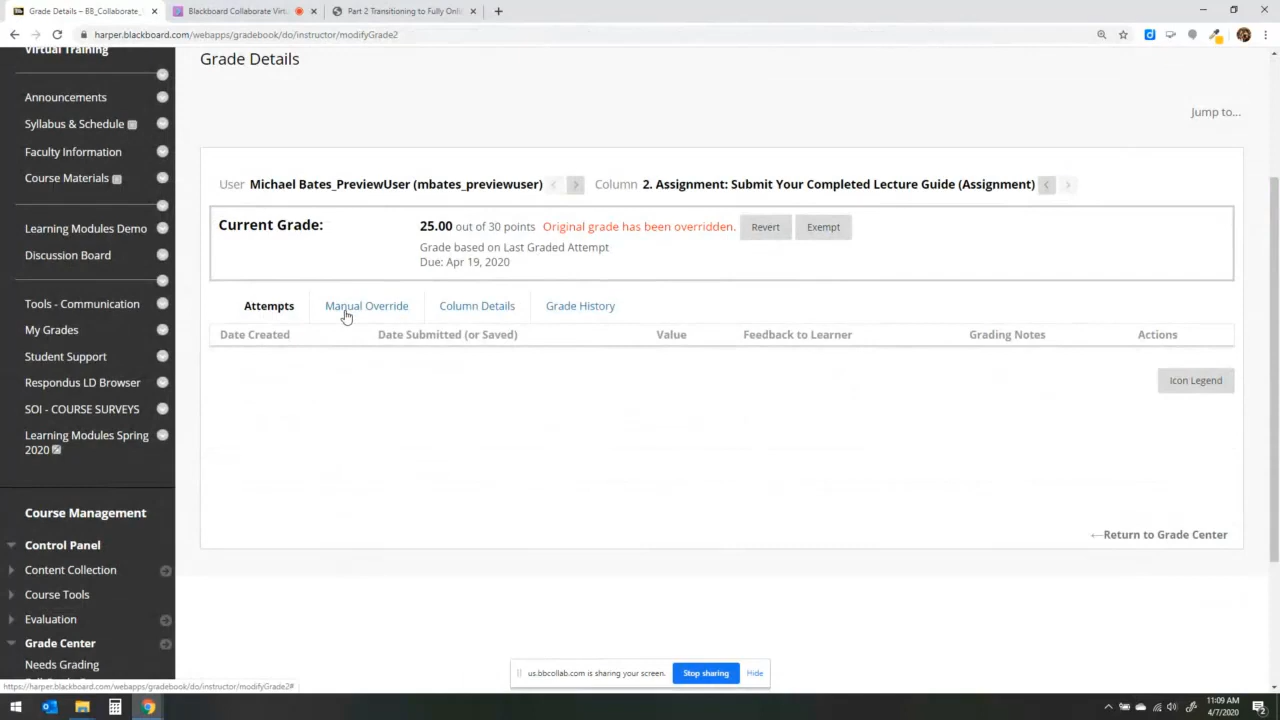 Grade Details – BB_Collaborate_
Blackboard Collaborate Virtu
Part 2 Transitioning to Fully Onli
harper.blackboard.com/webapps/gradebook/do/instructor/modifyGrade2
Virtual Training
Announcements
Syllabus & Schedule
Faculty Information
Course Materials
Learning Modules Demo
Discussion Board
Tools - Communication
My Grades
Student Support
Respondus LD Browser
SOI - COURSE SURVEYS
Learning Modules Spring
2020
Course Management
Control Panel
Content Collection
Course Tools
Evaluation
Grade Center
Needs Grading
Grade Details
Jump to...
User Michael Bates_PreviewUser (mbates_previewuser) Column 2. Assignment: Submit Your Completed Lecture Guide (Assignment)
Current Grade: 25.00 out of 30 points Original grade has been overridden. Revert Exempt
Grade based on Last Graded Attempt
Due: Apr 19, 2020
Attempts Manual Override Column Details Grade History
Date Created Date Submitted (or Saved) Value Feedback to Learner Grading Notes Actions
Icon Legend
←Return to Grade Center
us.bbcollab.com is sharing your screen. Stop sharing Hide
https://harper.blackboard.com/webapps/gradebook/do/instructor/modifyGrade2#
11:09 AM
4/7/2020
2